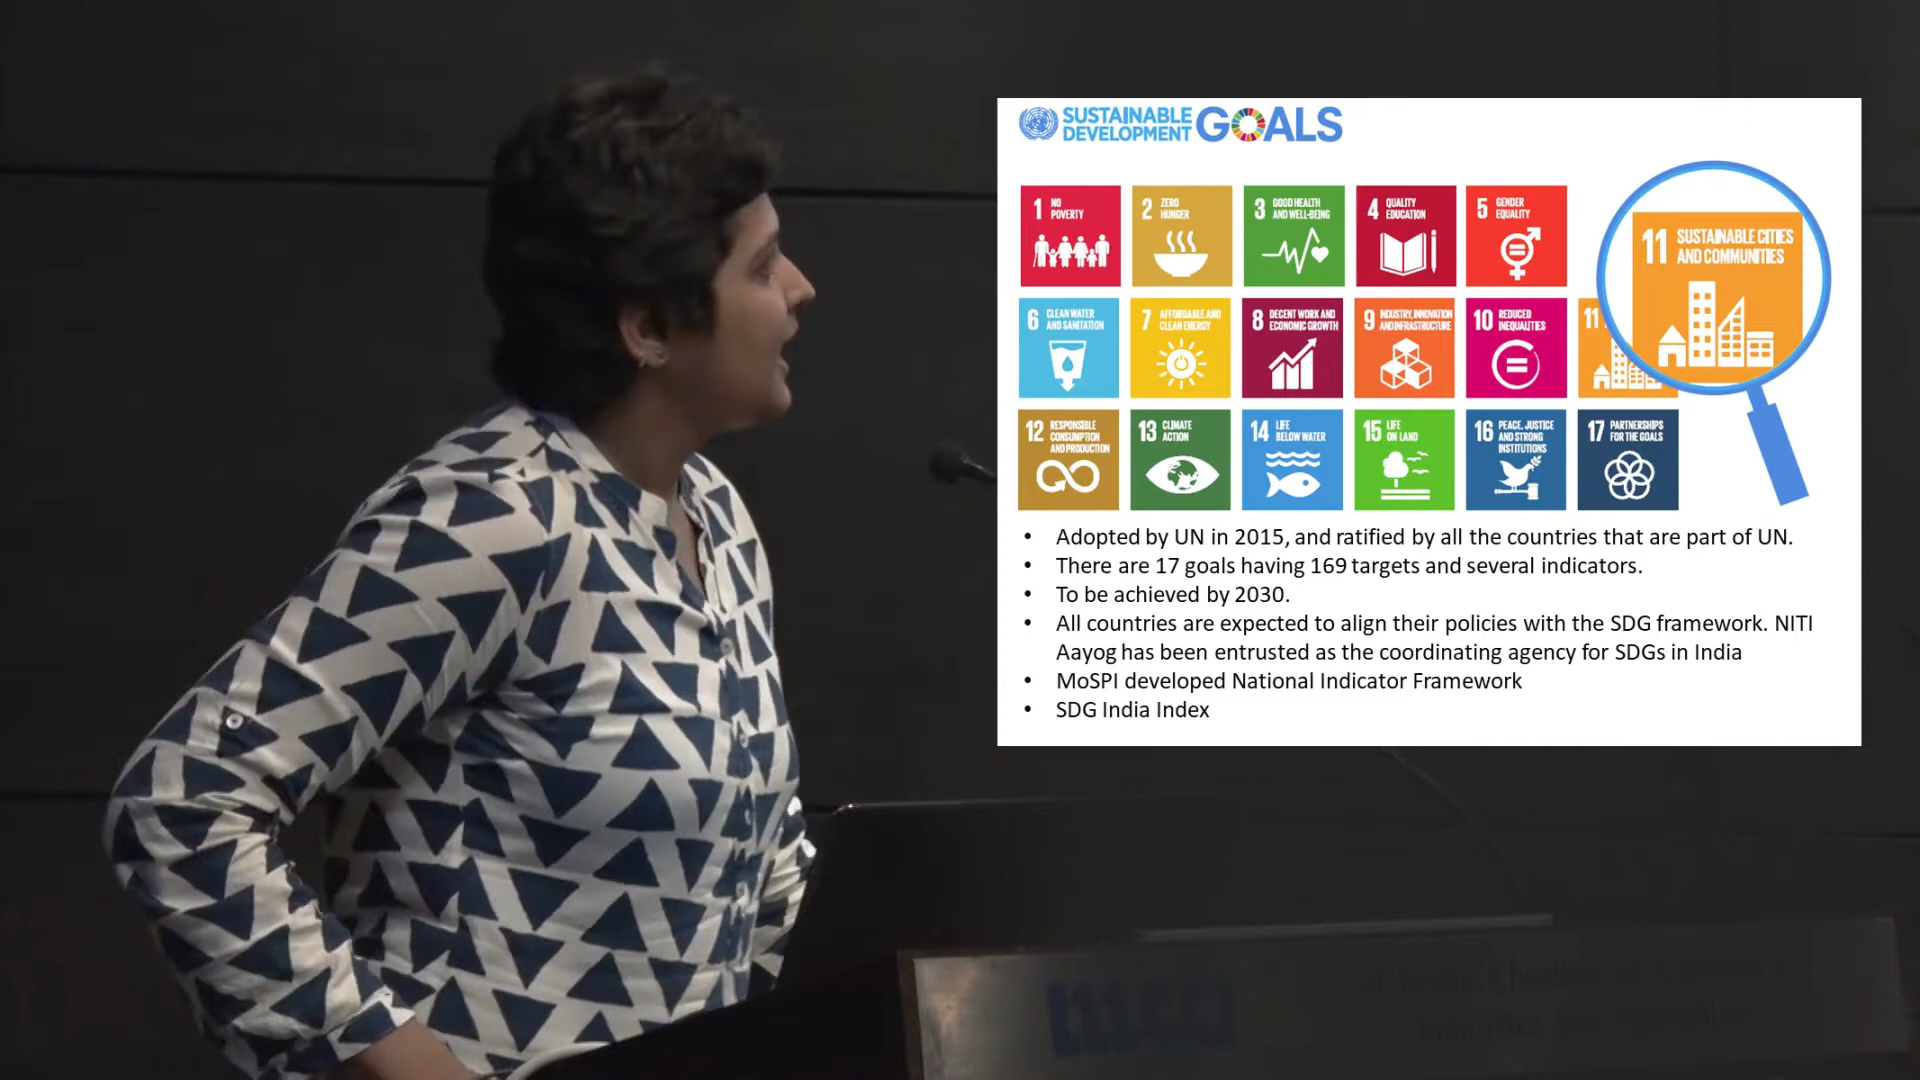 SUSTAINABLE
DEVELOPMENT
GOALS
1 NO
POVERTY
2 ZERO
HUNGER
3 GOOD HEALTH
AND WELL-BEING
4 QUALITY
EDUCATION
5 GENDER
EQUALITY
11 SUSTAINABLE CITIES
AND COMMUNITIES
6 CLEAN WATER
AND SANITATION
7 AFFORDABLE AND
CLEAN ENERGY
8 DECENT WORK AND
ECONOMIC GROWTH
9 INDUSTRY, INNOVATION
AND INFRASTRUCTURE
10 REDUCED
INEQUALITIES
11
12 RESPONSIBLE
CONSUMPTION
AND PRODUCTION
13 CLIMATE
ACTION
14 LIFE
BELOW WATER
15 LIFE
ON LAND
16 PEACE, JUSTICE
AND STRONG
INSTITUTIONS
17 PARTNERSHIPS
FOR THE GOALS
• Adopted by UN in 2015, and ratified by all the countries that are part of UN.
• There are 17 goals having 169 targets and several indicators.
• To be achieved by 2030.
• All countries are expected to align their policies with the SDG framework. NITI
Aayog has been entrusted as the coordinating agency for SDGs in India
• MoSPI developed National Indicator Framework
• SDG India Index